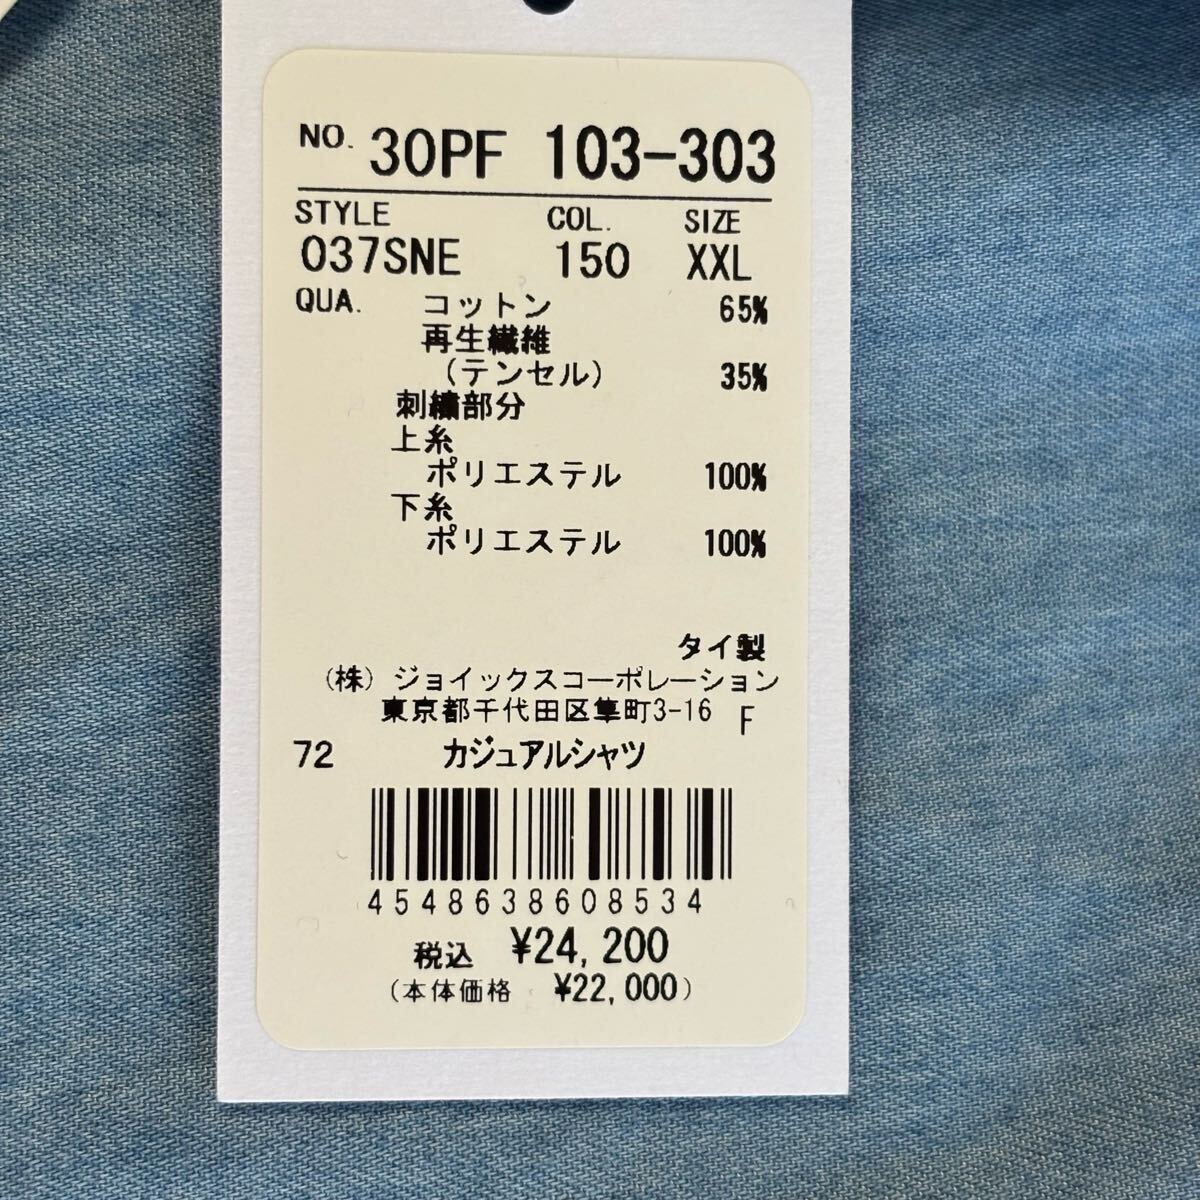 NO. 30PF 103-303
STYLE COL. SIZE
037SNE 150 XXL
QUA. コットン 65%
再生繊維
(テンセル) 35%
刺繍部分
上糸
ポリエステル 100%
下糸
ポリエステル 100%
タイ製
(株) ジョイックスコーポレーション
東京都千代田区隼町3-16 F
72 カジュアルシャツ
4548638608534
税込 ¥24,200
(本体価格 ¥22,000)